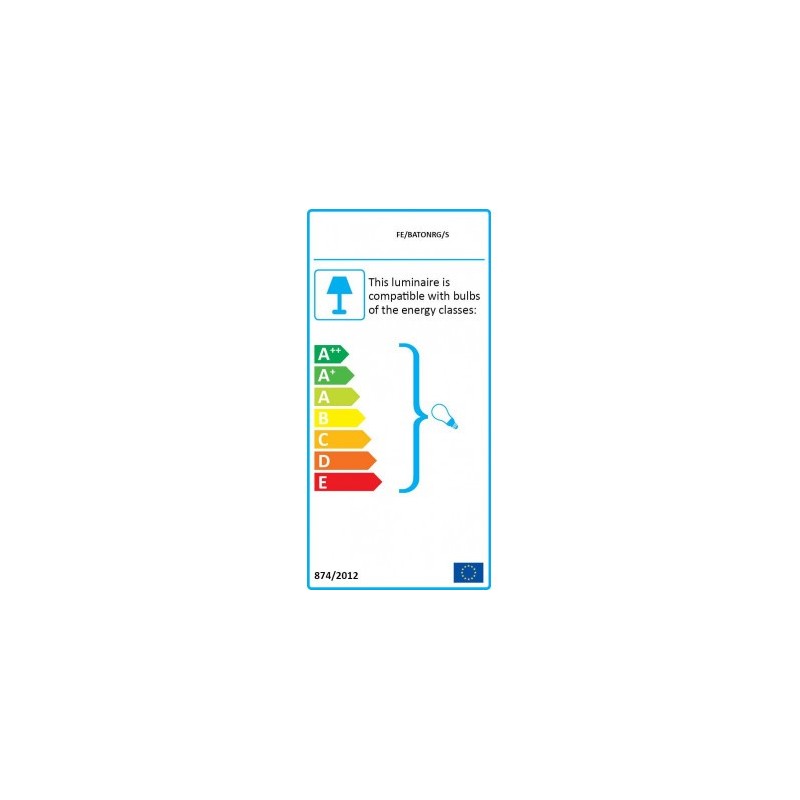 FE/BATONRG/S
This luminaire is
compatible with bulbs
of the energy classes:
A++
A+
A
B
C
D
E
874/2012